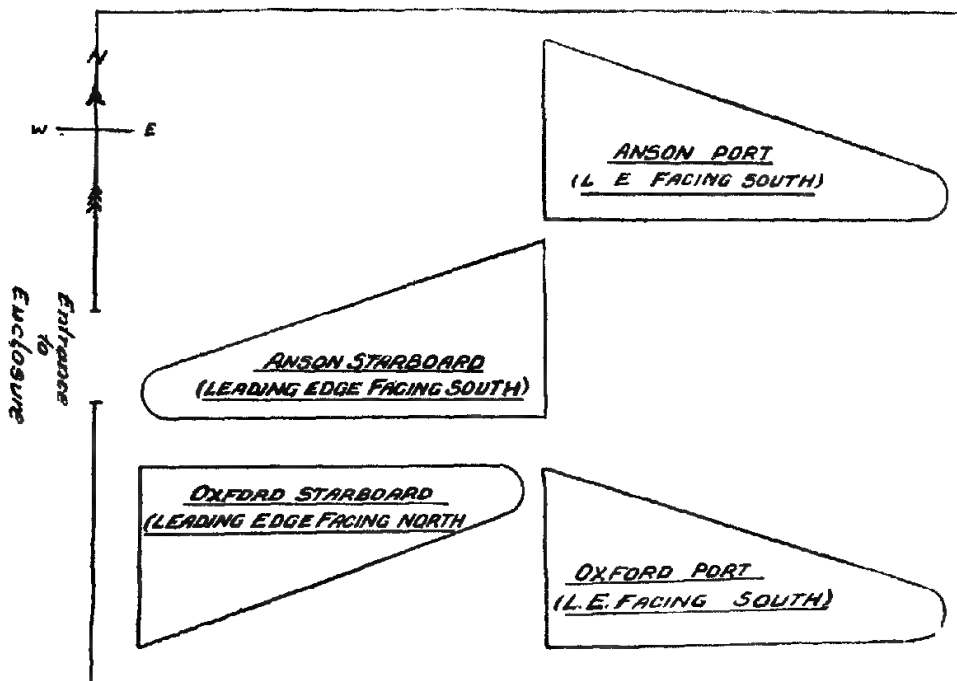 N
W E
ANSON PORT
(L E FACING SOUTH)
Entrance
to
Enclosure
ANSON STARBOARD
(LEADING EDGE FACING SOUTH)
OXFORD STARBOARD
(LEADING EDGE FACING NORTH
OXFORD PORT
(L.E. FACING SOUTH)